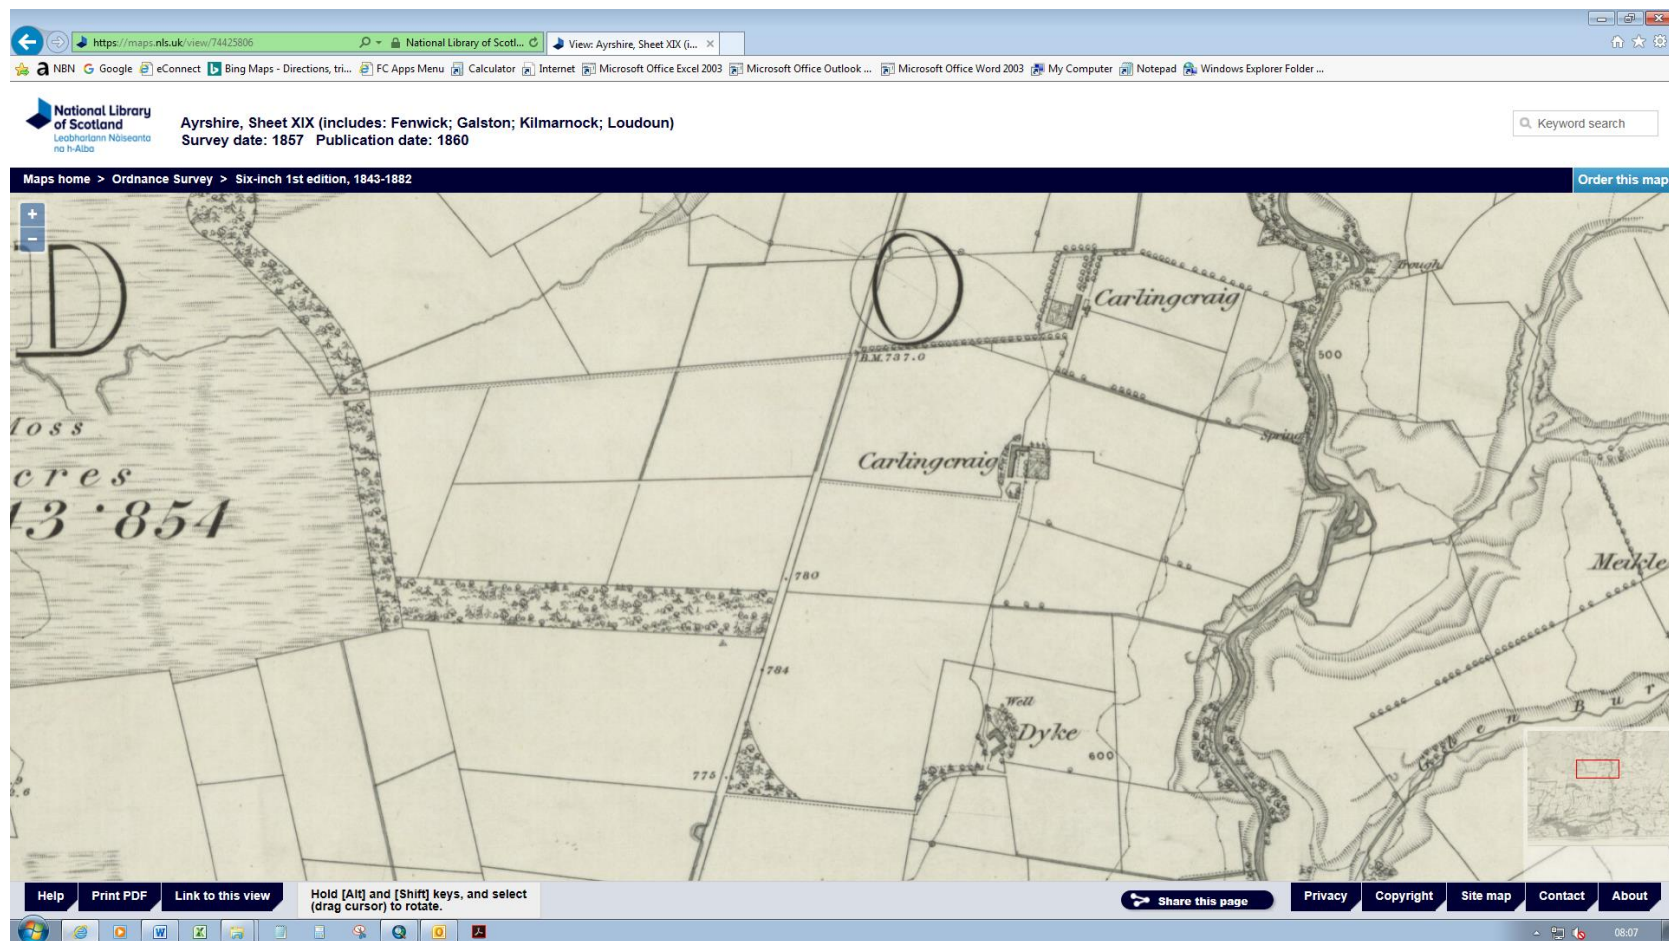 https://maps.nls.uk/view/74425806
National Library of Scotl...
View: Ayrshire, Sheet XIX (i...
NBN
Google
eConnect
Bing Maps - Directions, tri...
FC Apps Menu
Calculator
Internet
Microsoft Office Excel 2003
Microsoft Office Outlook ...
Microsoft Office Word 2003
My Computer
Notepad
Windows Explorer Folder ...
National Library
of Scotland
Leabharlann Nàiseanta
na h-Alba
Ayrshire, Sheet XIX (includes: Fenwick; Galston; Kilmarnock; Loudoun)
Survey date: 1857 Publication date: 1860
Keyword search
Maps home > Ordnance Survey > Six-inch 1st edition, 1843-1882
Order this map
+
−
D
O
Trough
Carlingcraig
B.M.737.0
500
Moss
Spring
Carlingcraig
cres
43·854
Meikle
780
784
Well
Dyke
600
775
Glen Bur
Help
Print PDF
Link to this view
Hold [Alt] and [Shift] keys, and select
(drag cursor) to rotate.
Share this page
Privacy
Copyright
Site map
Contact
About
08:07